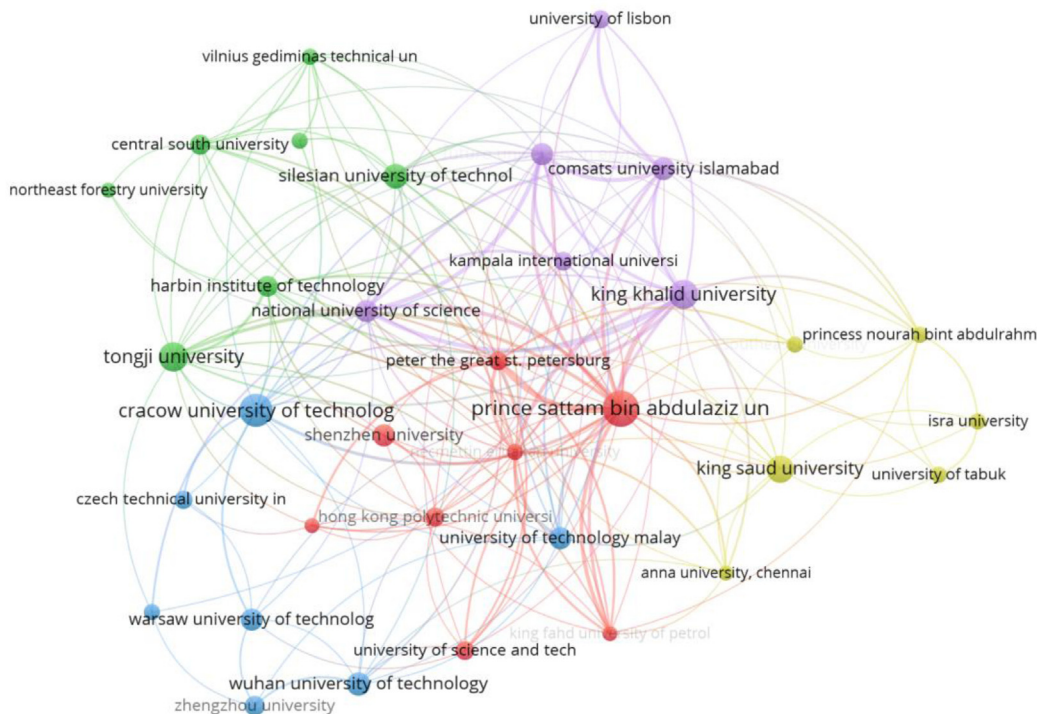 university of lisbon
vilnius gediminas technical un
central south university
comsats university islamabad
silesian university of technol
northeast forestry university
kampala international universi
harbin institute of technology
king khalid university
national university of science
princess nourah bint abdulrahm
tongji university
peter the great st. petersburg
cracow university of technolog
prince sattam bin abdulaziz un
isra university
shenzhen university
university
king saud university
university of tabuk
czech technical university in
hong kong polytechnic universi
university of technology malay
anna university, chennai
warsaw university of technolog
king fahd university of petrol
university of science and tech
wuhan university of technology
zhengzhou university